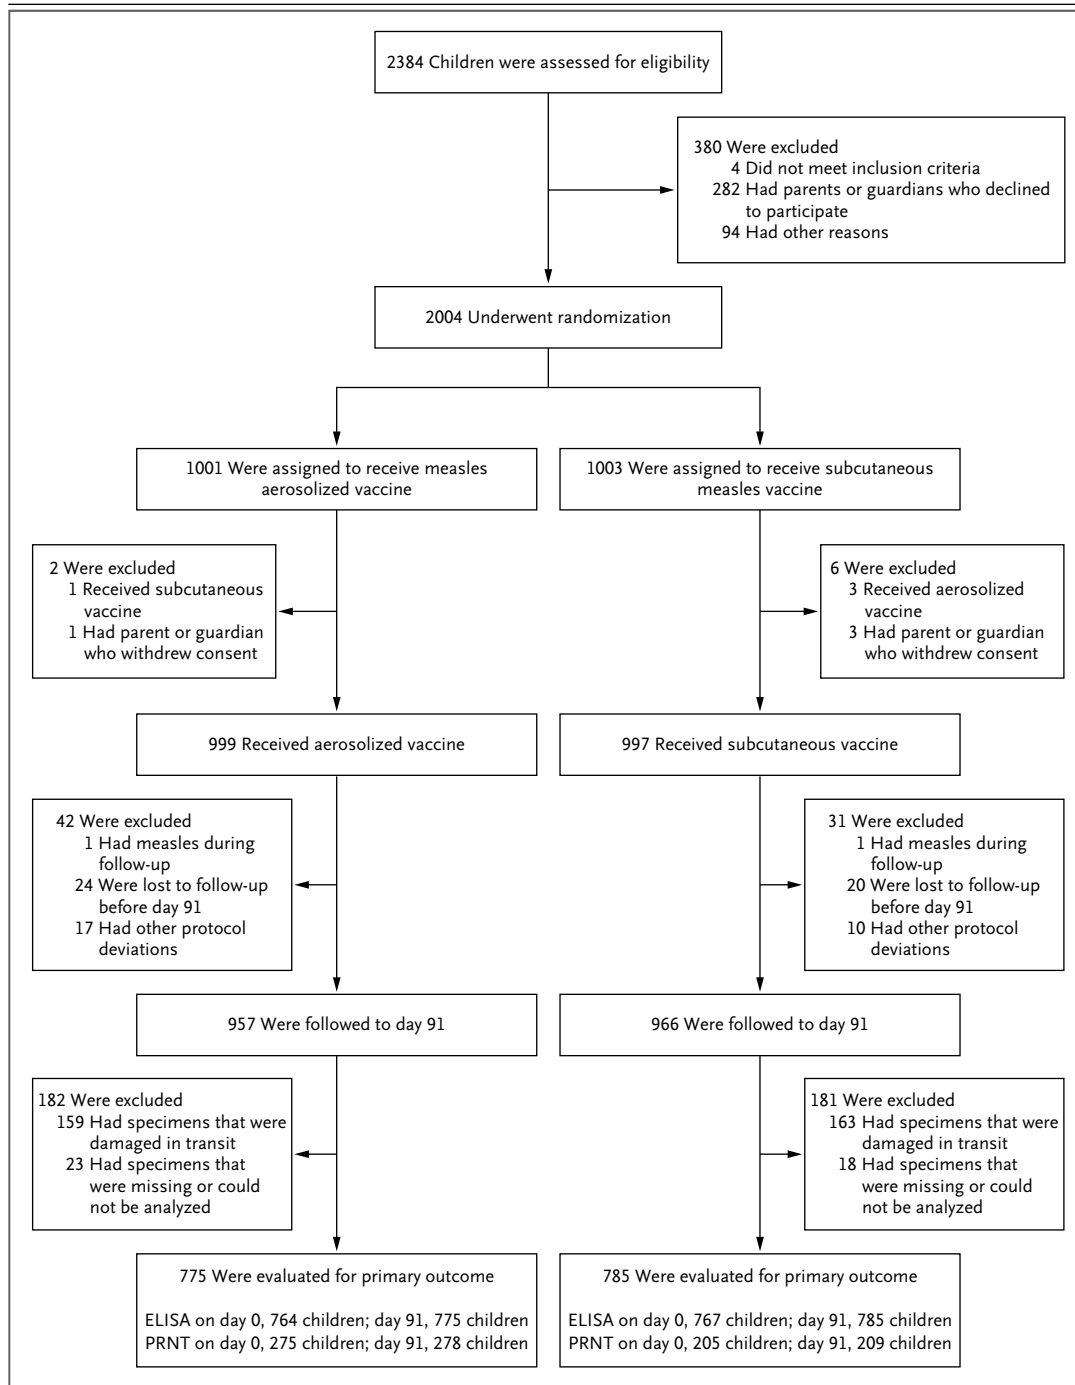 2384 Children were assessed for eligibility
380 Were excluded
4 Did not meet inclusion criteria
282 Had parents or guardians who declined
to participate
94 Had other reasons
2004 Underwent randomization
1001 Were assigned to receive measles
aerosolized vaccine
1003 Were assigned to receive subcutaneous
measles vaccine
2 Were excluded
1 Received subcutaneous
vaccine
1 Had parent or guardian
who withdrew consent
6 Were excluded
3 Received aerosolized
vaccine
3 Had parent or guardian
who withdrew consent
999 Received aerosolized vaccine
997 Received subcutaneous vaccine
42 Were excluded
1 Had measles during
follow-up
24 Were lost to follow-up
before day 91
17 Had other protocol
deviations
31 Were excluded
1 Had measles during
follow-up
20 Were lost to follow-up
before day 91
10 Had other protocol
deviations
957 Were followed to day 91
966 Were followed to day 91
182 Were excluded
159 Had specimens that were
damaged in transit
23 Had specimens that
were missing or could
not be analyzed
181 Were excluded
163 Had specimens that were
damaged in transit
18 Had specimens that
were missing or could
not be analyzed
775 Were evaluated for primary outcome
ELISA on day 0, 764 children; day 91, 775 children
PRNT on day 0, 275 children; day 91, 278 children
785 Were evaluated for primary outcome
ELISA on day 0, 767 children; day 91, 785 children
PRNT on day 0, 205 children; day 91, 209 children